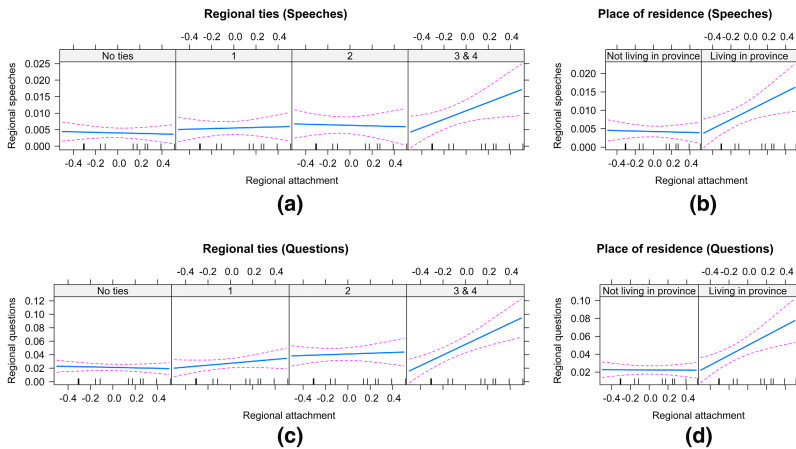 Regional ties (Speeches)
-0.4 -0.2 0.0 0.2 0.4 -0.4 -0.2 0.0 0.2 0.4
No ties 1 2 3 & 4
0.025
0.020
0.015
0.010
0.005
0.000
Regional speeches
-0.4 -0.2 0.0 0.2 0.4 -0.4 -0.2 0.0 0.2 0.4
Regional attachment
(a)
Place of residence (Speeches)
-0.4 -0.2 0.0 0.2 0.4
Not living in province Living in province
0.020
0.015
0.010
0.005
0.000
Regional speeches
-0.4 -0.2 0.0 0.2 0.4
Regional attachment
(b)
Regional ties (Questions)
-0.4 -0.2 0.0 0.2 0.4 -0.4 -0.2 0.0 0.2 0.4
No ties 1 2 3 & 4
0.12
0.10
0.08
0.06
0.04
0.02
0.00
Regional questions
-0.4 -0.2 0.0 0.2 0.4 -0.4 -0.2 0.0 0.2 0.4
Regional attachment
(c)
Place of residence (Questions)
-0.4 -0.2 0.0 0.2 0.4
Not living in province Living in province
0.10
0.08
0.06
0.04
0.02
Regional questions
-0.4 -0.2 0.0 0.2 0.4
Regional attachment
(d)